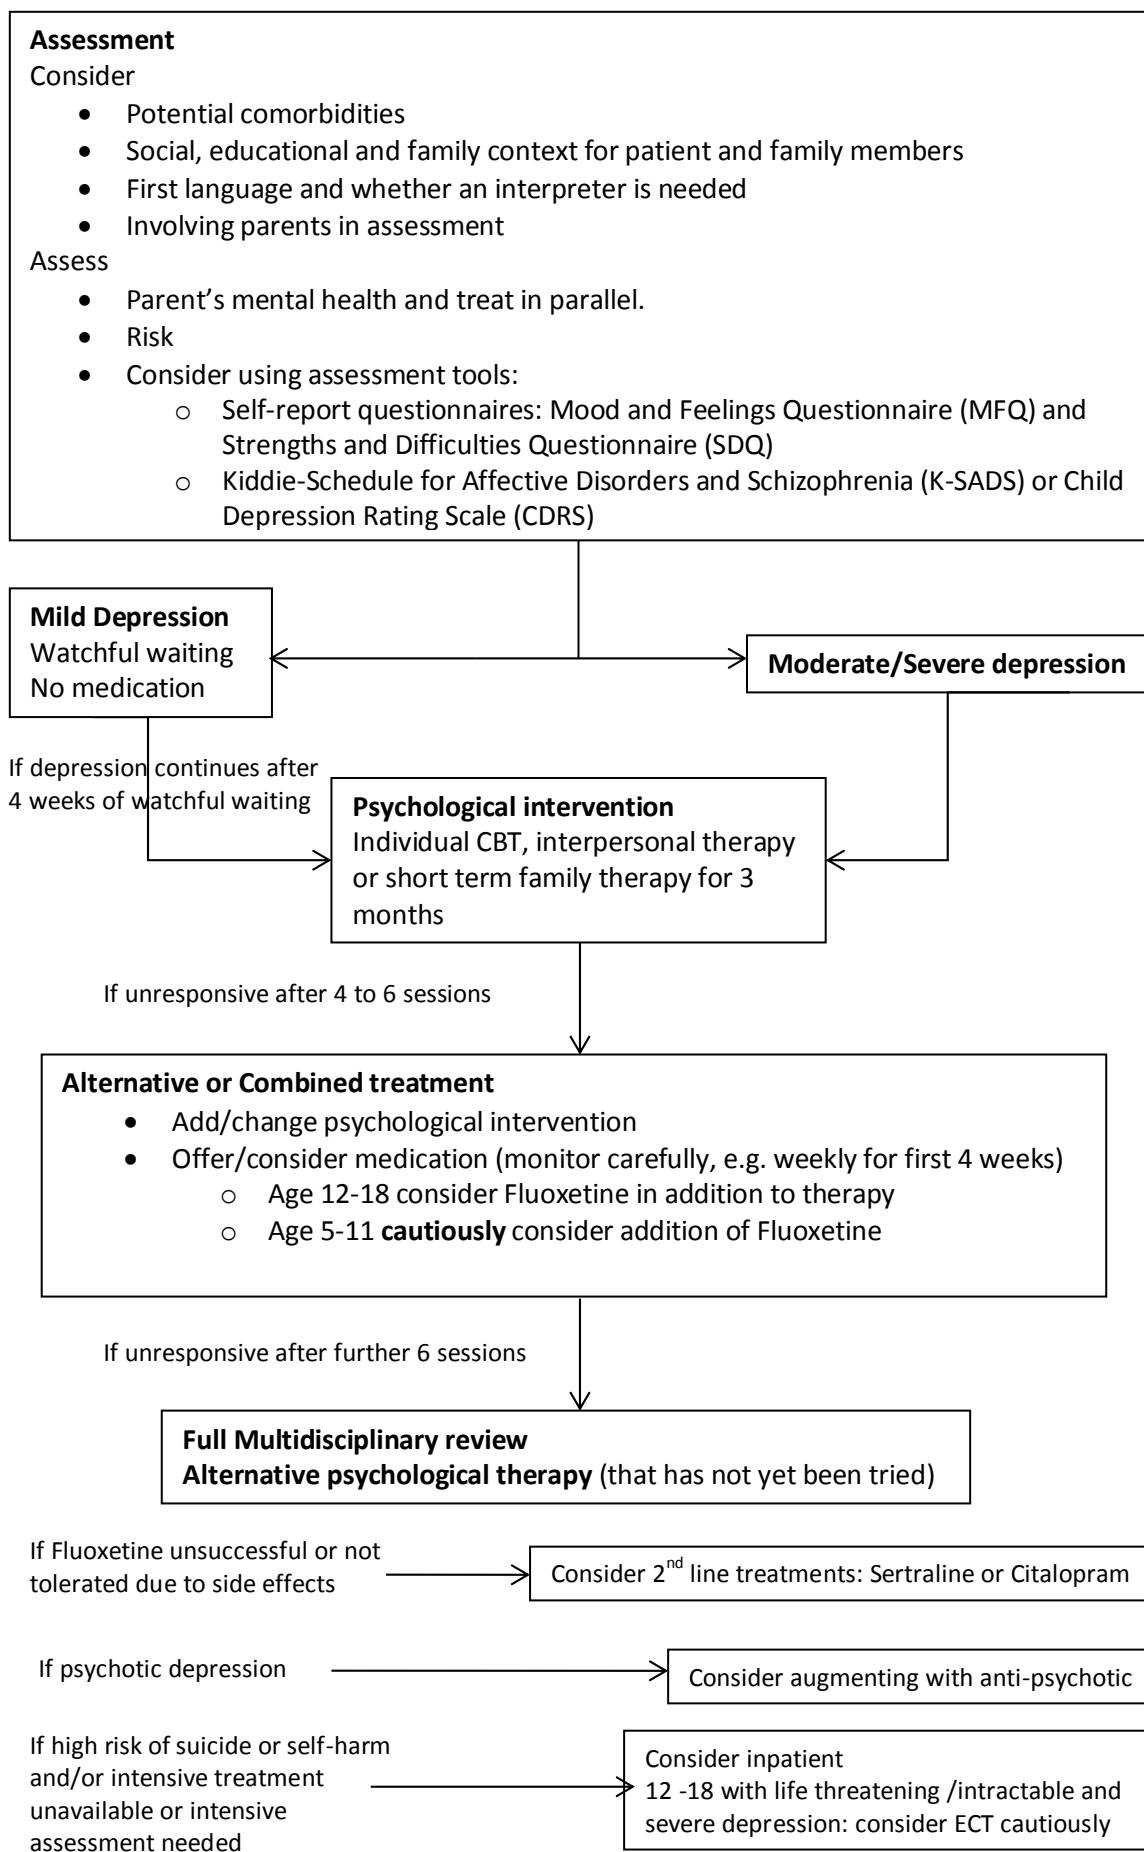 Assessment
Consider
• Potential comorbidities
• Social, educational and family context for patient and family members
• First language and whether an interpreter is needed
• Involving parents in assessment
Assess
• Parent’s mental health and treat in parallel.
• Risk
• Consider using assessment tools:
o Self-report questionnaires: Mood and Feelings Questionnaire (MFQ) and
Strengths and Difficulties Questionnaire (SDQ)
o Kiddie-Schedule for Affective Disorders and Schizophrenia (K-SADS) or Child
Depression Rating Scale (CDRS)
Mild Depression
Watchful waiting
No medication
Moderate/Severe depression
If depression continues after
4 weeks of watchful waiting
Psychological intervention
Individual CBT, interpersonal therapy
or short term family therapy for 3
months
If unresponsive after 4 to 6 sessions
Alternative or Combined treatment
• Add/change psychological intervention
• Offer/consider medication (monitor carefully, e.g. weekly for first 4 weeks)
o Age 12-18 consider Fluoxetine in addition to therapy
o Age 5-11 cautiously consider addition of Fluoxetine
If unresponsive after further 6 sessions
Full Multidisciplinary review
Alternative psychological therapy (that has not yet been tried)
If Fluoxetine unsuccessful or not
tolerated due to side effects
Consider 2nd line treatments: Sertraline or Citalopram
If psychotic depression
Consider augmenting with anti-psychotic
If high risk of suicide or self-harm
and/or intensive treatment
unavailable or intensive
assessment needed
Consider inpatient
12 -18 with life threatening /intractable and
severe depression: consider ECT cautiously